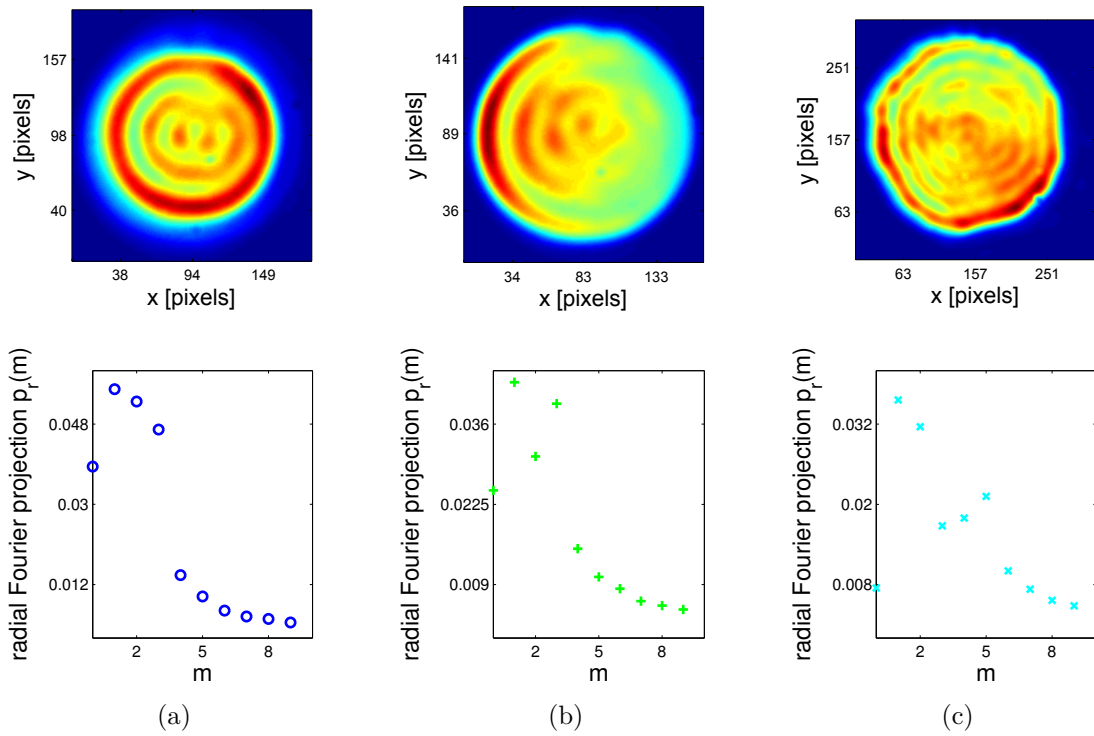 y [pixels]
157
98
40
38 94 149
x [pixels]
y [pixels]
141
89
36
34 83 133
x [pixels]
y [pixels]
251
157
63
63 157 251
x [pixels]
radial Fourier projection p_r(m)
0.048
0.03
0.012
2 5 8
m
(a)
radial Fourier projection p_r(m)
0.036
0.0225
0.009
2 5 8
m
(b)
radial Fourier projection p_r(m)
0.032
0.02
0.008
2 5 8
m
(c)